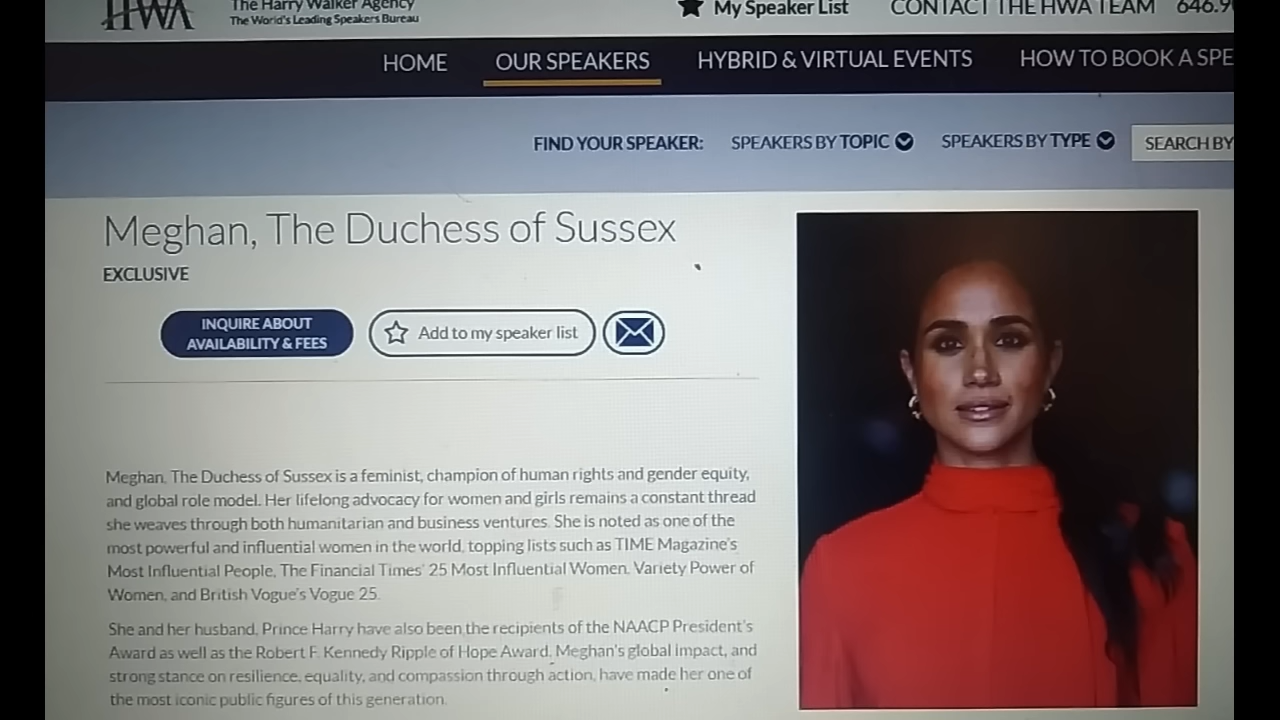 HWA
The Harry Walker Agency
The World's Leading Speakers Bureau
My Speaker List
CONTACT THE HWA TEAM
HOME
OUR SPEAKERS
HYBRID & VIRTUAL EVENTS
HOW TO BOOK A SPE
FIND YOUR SPEAKER:
SPEAKERS BY TOPIC
SPEAKERS BY TYPE
SEARCH BY
Meghan, The Duchess of Sussex
EXCLUSIVE
INQUIRE ABOUT
AVAILABILITY & FEES
Add to my speaker list
Meghan, The Duchess of Sussex is a feminist, champion of human rights and gender equity,
and global role model. Her lifelong advocacy for women and girls remains a constant thread
she weaves through both humanitarian and business ventures. She is noted as one of the
most powerful and influential women in the world, topping lists such as TIME Magazine's
Most Influential People, The Financial Times' 25 Most Influential Women, Variety Power of
Women, and British Vogue's Vogue 25.
She and her husband, Prince Harry have also been the recipients of the NAACP President's
Award as well as the Robert F. Kennedy Ripple of Hope Award. Meghan's global impact, and
strong stance on resilience, equality, and compassion through action, have made her one of
the most iconic public figures of this generation.